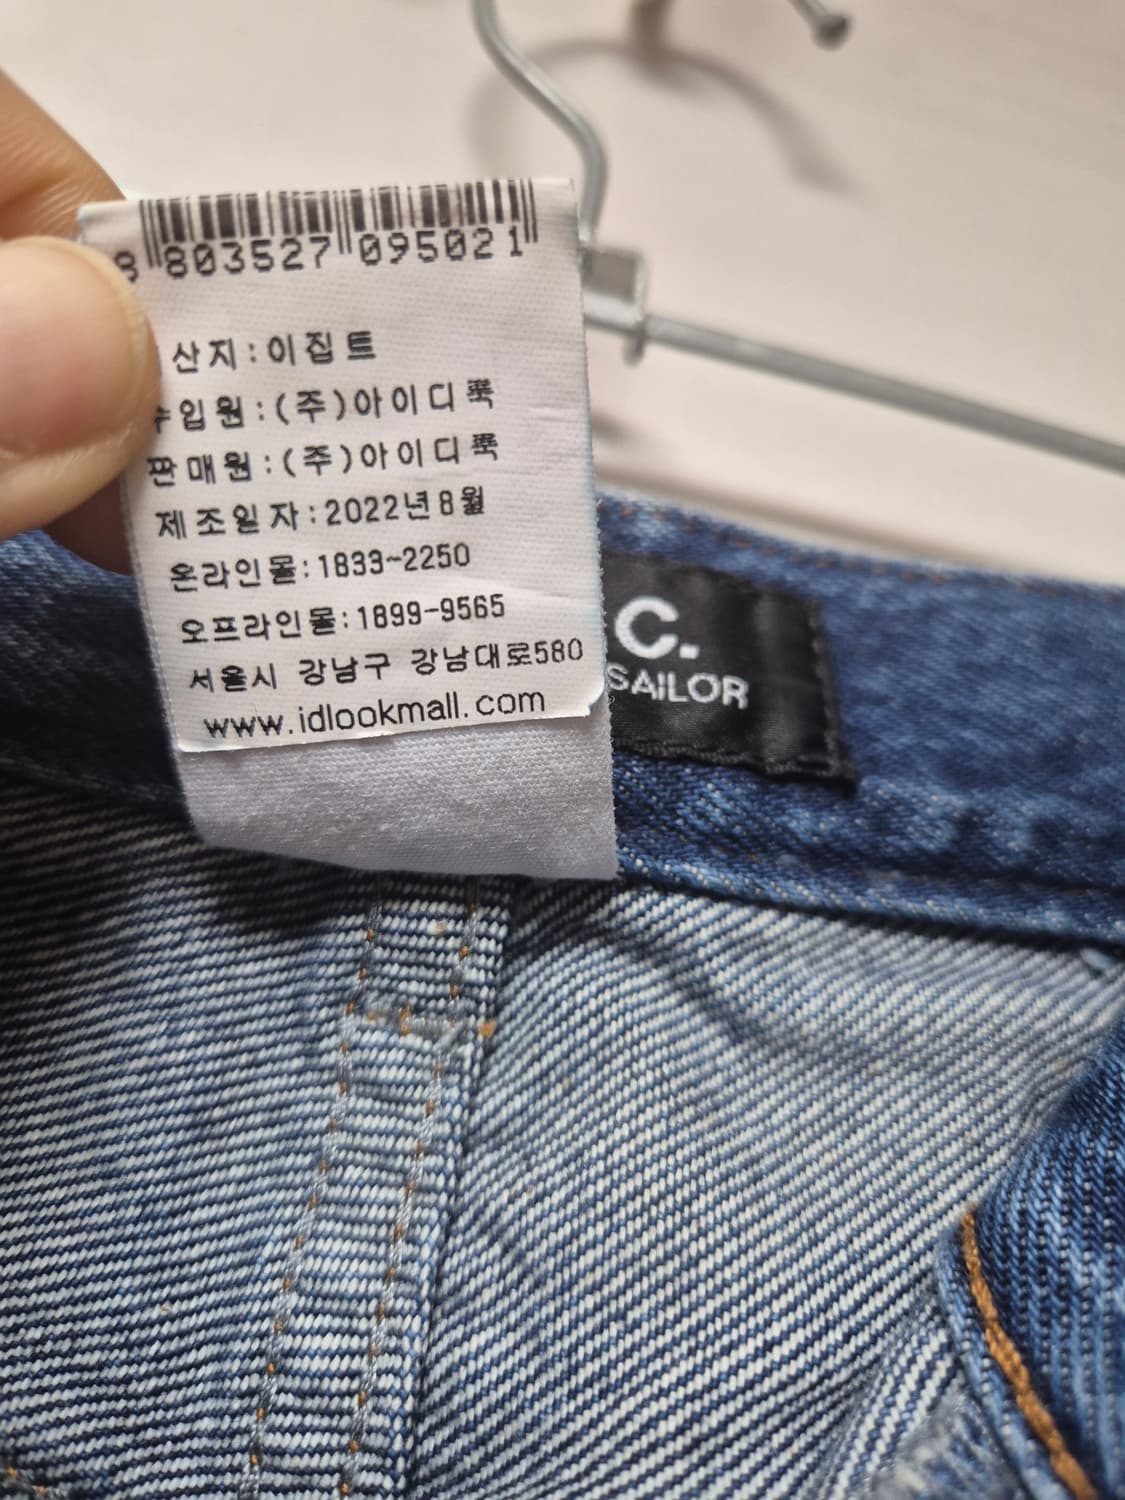 8 803527 095021
산지:이집트
수입원:(주)아이디룩
판매원:(주)아이디룩
제조일자:2022년8월
온라인몰:1833-2250
오프라인몰:1899-9565
서울시 강남구 강남대로580
www.idlookmall.com
C.
SAILOR